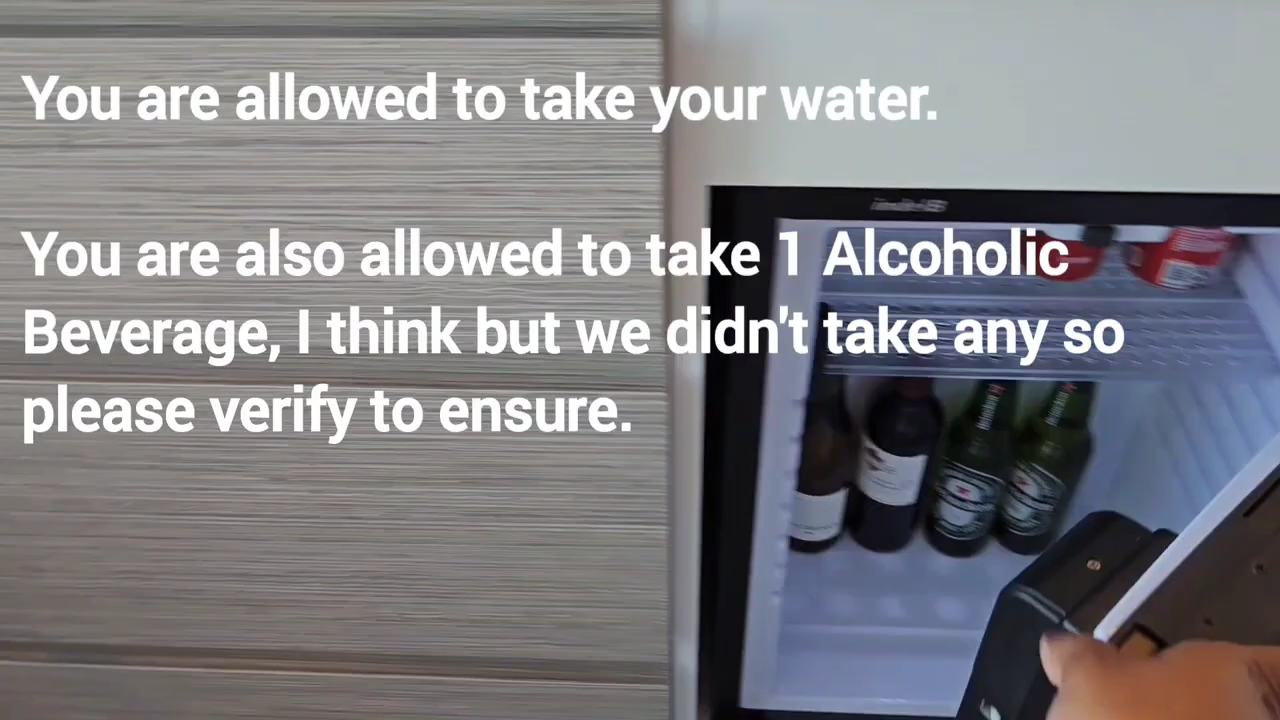 You are allowed to take your water.
You are also allowed to take 1 Alcoholic
Beverage, I think but we didn't take any so
please verify to ensure.